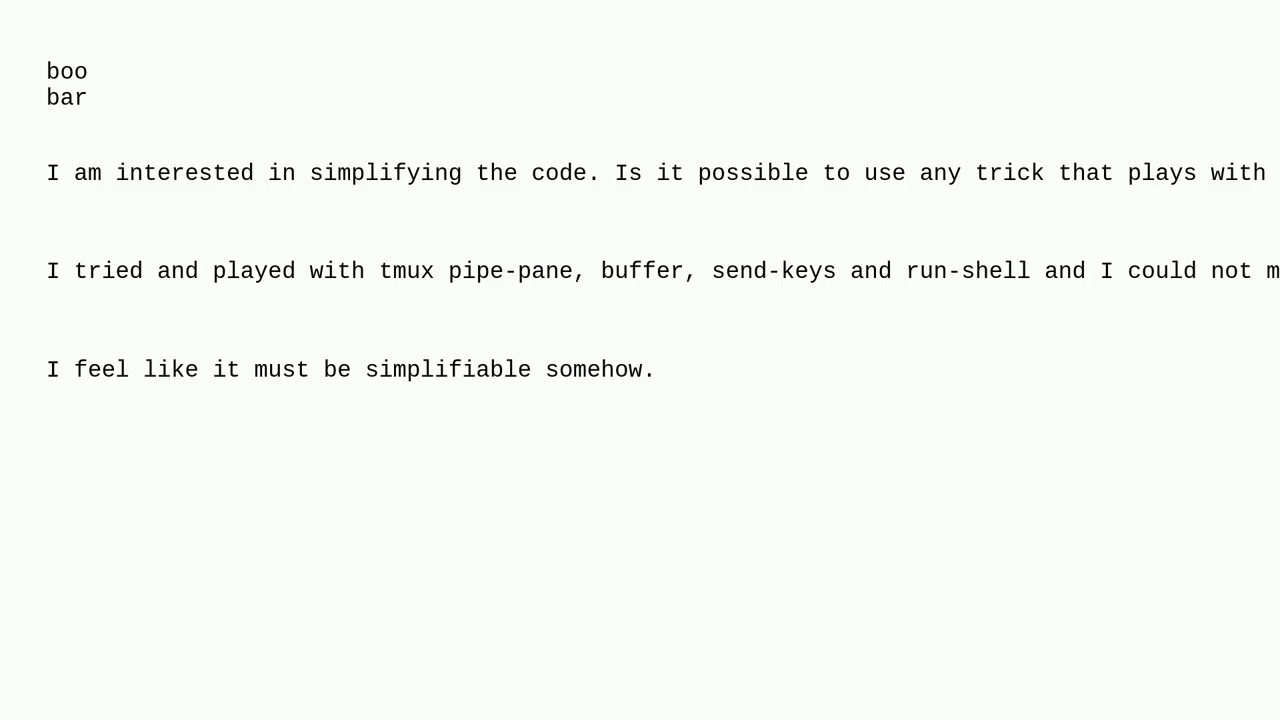 boo
bar
I am interested in simplifying the code. Is it possible to use any trick that plays with
I tried and played with tmux pipe-pane, buffer, send-keys and run-shell and I could not
I feel like it must be simplifiable somehow.